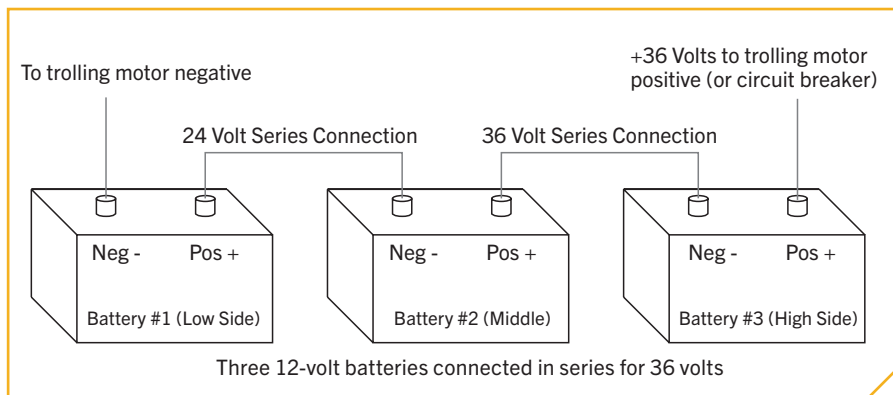 To trolling motor negative
+36 Volts to trolling motor
positive (or circuit breaker)
24 Volt Series Connection
36 Volt Series Connection
Neg -
Pos +
Neg -
Pos +
Neg -
Pos +
Battery #1 (Low Side)
Battery #2 (Middle)
Battery #3 (High Side)
Three 12-volt batteries connected in series for 36 volts